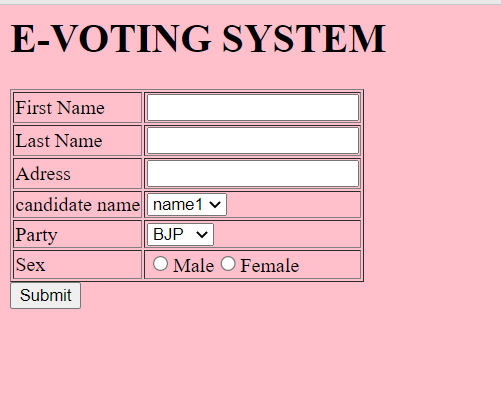 E-VOTING SYSTEM
First Name
Last Name
Adress
candidate name name1
Party BJP
Sex Male Female
Submit